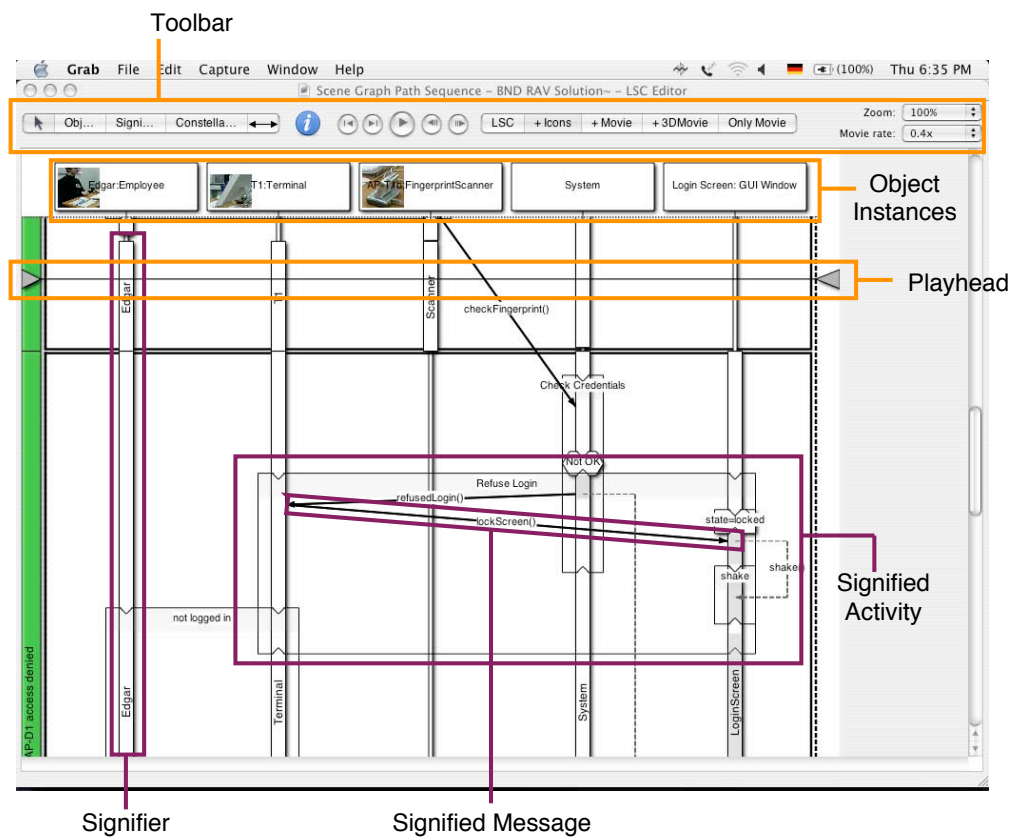 Toolbar
Grab File Edit Capture Window Help (100%) Thu 6:35 PM
Scene Graph Path Sequence – BND RAV Solution~ – LSC Editor
Obj... Signi... Constella... LSC + Icons + Movie + 3DMovie Only Movie
Zoom: 100%
Movie rate: 0.4x
Edgar:Employee
T1:Terminal
AP-T1b:FingerprintScanner
System
Login Screen: GUI Window
Object
Instances
Playhead
Edgar
T1
Scanner
checkFingerprint()
Check Credentials
Not OK
Refuse Login
refusedLogin()
lockScreen()
state=locked
shake()
shake
Signified
Activity
not logged in
AP-D1 access denied
Edgar
Terminal
System
LoginScreen
Signifier
Signified Message